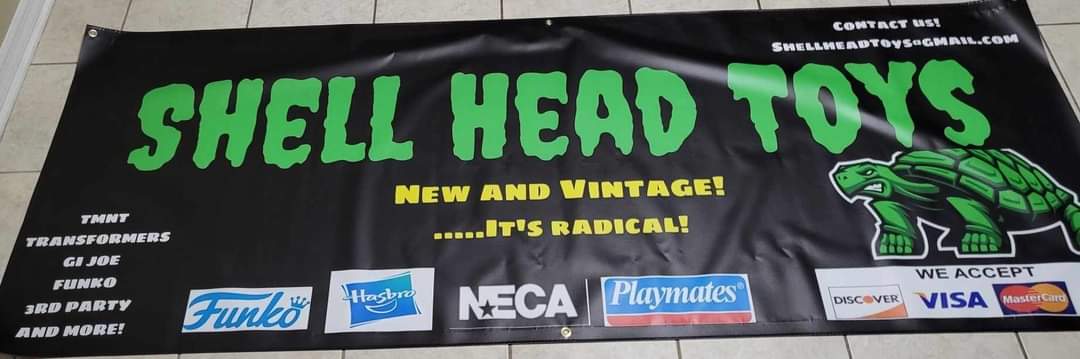 CONTACT US!
SHELLHEADTOYS@GMAIL.COM
SHELL HEAD TOYS
NEW AND VINTAGE!
.....IT'S RADICAL!
TMNT
TRANSFORMERS
GI JOE
FUNKO
3RD PARTY
AND MORE!
Funko
Hasbro
NECA
Playmates®
WE ACCEPT
DISCOVER
VISA
MasterCard